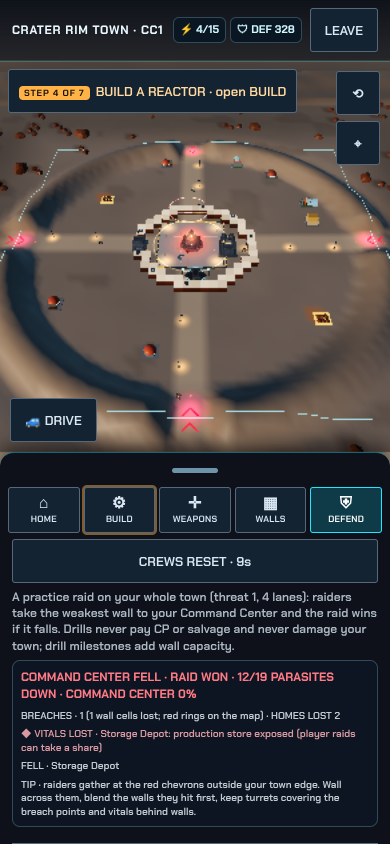 CRATER RIM TOWN · CC1
⚡ 4/15
🛡 DEF 328
LEAVE
STEP 4 OF 7 BUILD A REACTOR · open BUILD
🚙 DRIVE
HOME
BUILD
WEAPONS
WALLS
DEFEND
CREWS RESET · 9s
A practice raid on your whole town (threat 1, 4 lanes): raiders
take the weakest wall to your Command Center and the raid wins
if it falls. Drills never pay CP or salvage and never damage your
town; drill milestones add wall capacity.
COMMAND CENTER FELL · RAID WON · 12/19 PARASITES
DOWN · COMMAND CENTER 0%
BREACHES · 1 (1 wall cells lost; red rings on the map) · HOMES LOST 2
◆ VITALS LOST · Storage Depot: production store exposed (player raids
can take a share)
FELL · Storage Depot
TIP · raiders gather at the red chevrons outside your town edge. Wall
across them, blend the walls they hit first, keep turrets covering the
breach points and vitals behind walls.